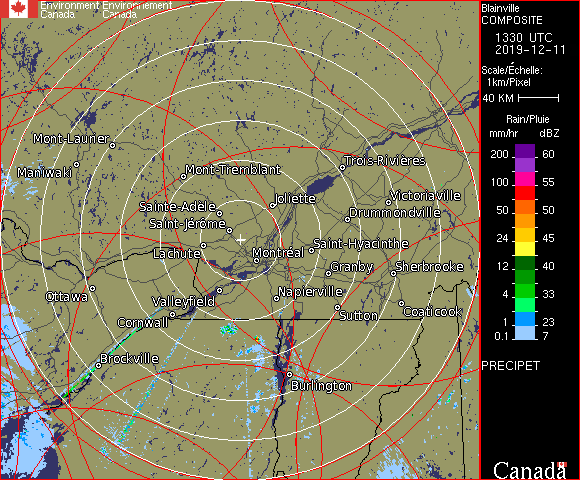 Environment Environnement
Canada Canada
Blainville
COMPOSITE
1330 UTC
2019-12-11
Scale/Échelle:
1km/Pixel
40 KM
Rain/Pluie
mm/hr dBZ
200 60
100 55
50 50
24 45
12 40
4 33
1 23
0.1 7
PRECIPET
Canada
Mont-Laurier
Maniwaki
Mont-Tremblant
Trois-Rivières
Joliette
Victoriaville
Sainte-Adèle
Drummondville
Saint-Jérôme
Saint-Hyacinthe
Lachute
Montréal
Granby
Sherbrooke
Ottawa
Valleyfield
Napierville
Cornwall
Sutton
Coaticook
Brockville
Burlington